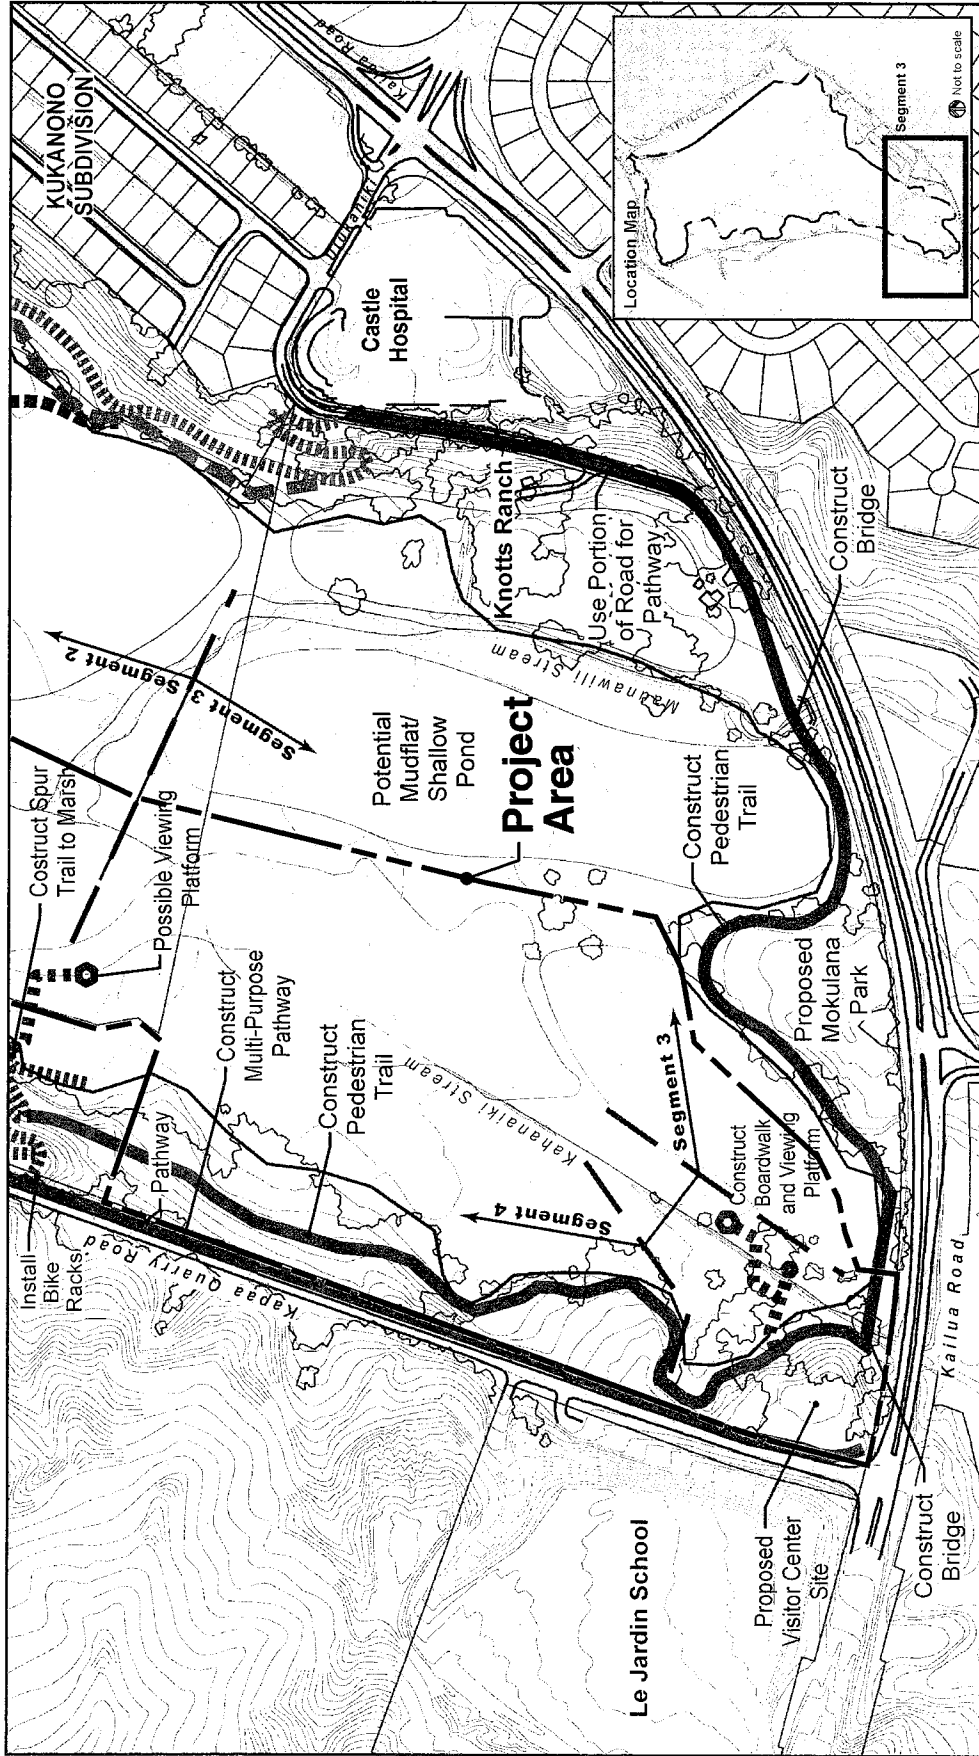 KUKANONO
SUBDIVISION
Castle
Hospital
Location Map
Segment 3
Not to scale
Segment 2
Segment 3
Costruct Spur
Trail to Marsh
Possible Viewing
Platform
Potential
Mudflat/
Shallow
Pond
Knotts Ranch
Use Portion
of Road for
Pathway
Construct
Bridge
Maunawili Stream
Project
Area
Construct
Pedestrian
Trail
Proposed
Mokulana
Park
Install
Bike
Racks
Pathway
Construct
Multi-Purpose
Pathway
Construct
Pedestrian
Trail
Kahanaiki Stream
Segment 3
Segment 4
Construct
Boardwalk
and Viewing
Platform
Kapaa Quarry Road
Kailua Road
Le Jardin School
Proposed
Visitor Center
Site
Construct
Bridge